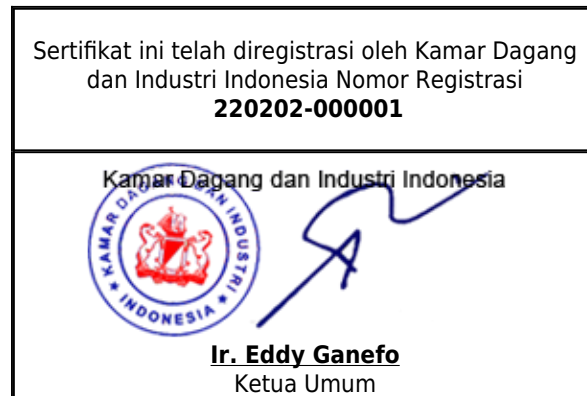 Sertifikat ini telah diregistrasi oleh Kamar Dagang
dan Industri Indonesia Nomor Registrasi
220202-000001
Kamar Dagang dan Industri Indonesia
KAMAR DAGANG DAN INDUSTRI
INDONESIA
Ir. Eddy Ganefo
Ketua Umum